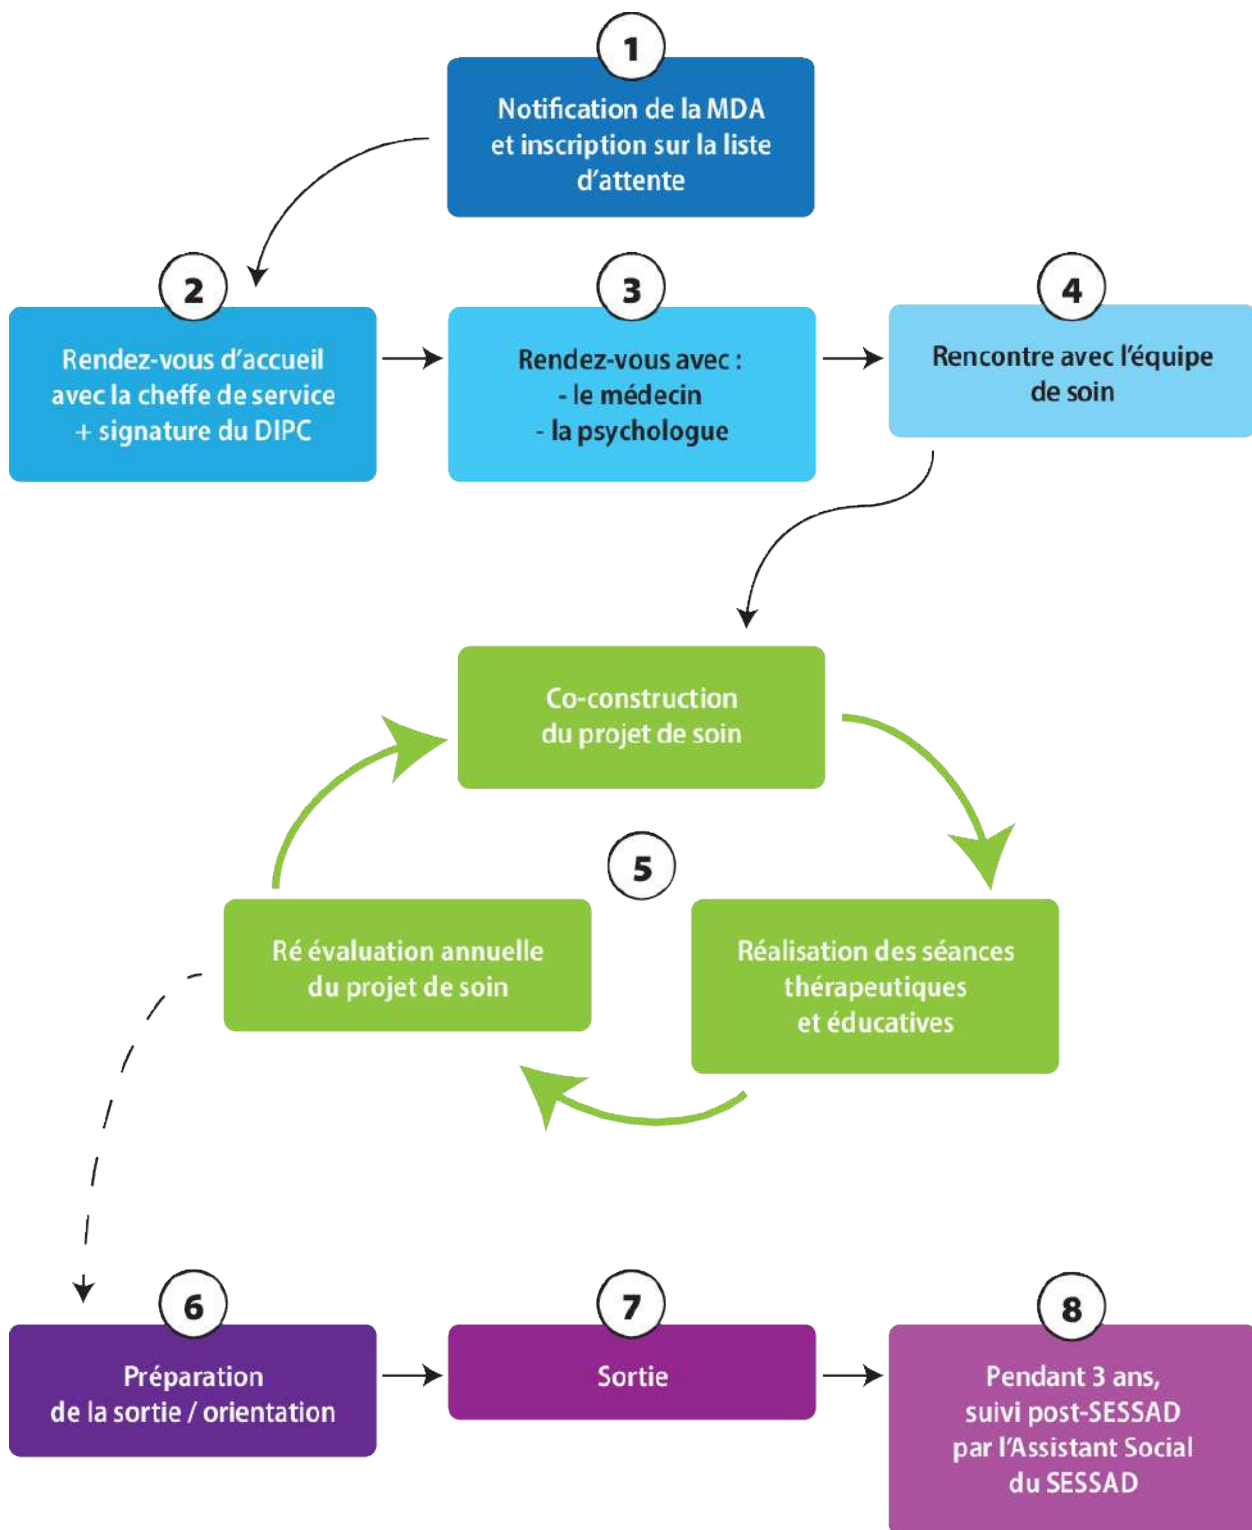 1
Notification de la MDA
et inscription sur la liste
d'attente
2
Rendez-vous d'accueil
avec la cheffe de service
+ signature du DIPC
3
Rendez-vous avec :
- le médecin
- la psychologue
4
Rencontre avec l'équipe
de soin
Co-construction
du projet de soin
5
Réalisation des séances
thérapeutiques
et éducatives
Ré évaluation annuelle
du projet de soin
6
Préparation
de la sortie / orientation
7
Sortie
8
Pendant 3 ans,
suivi post-SESSAD
par l'Assistant Social
du SESSAD